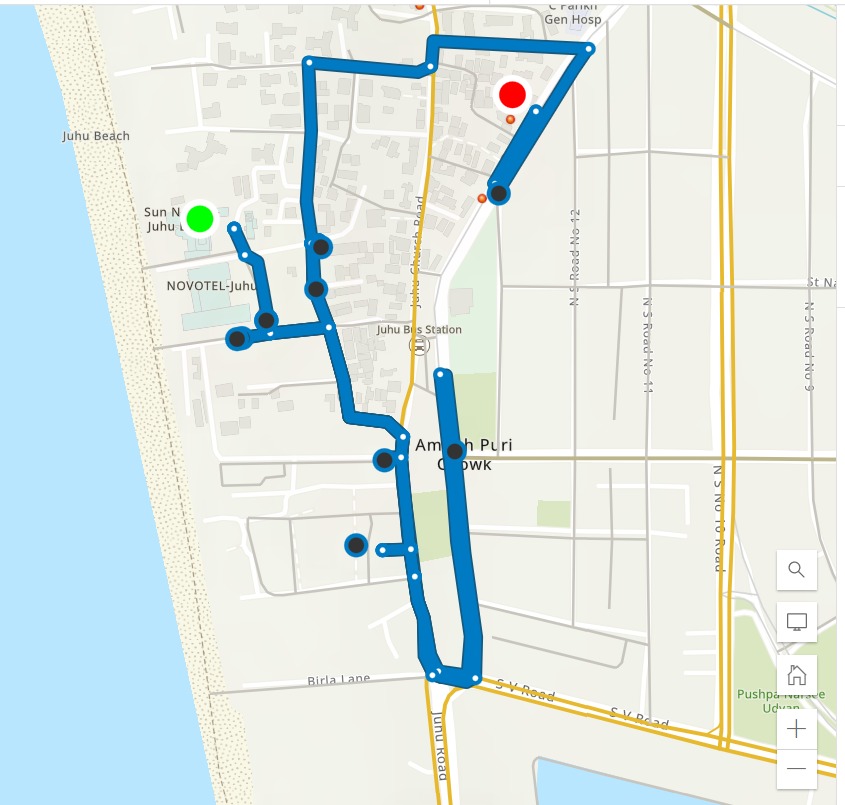 C Parikh
Gen Hosp
Juhu Beach
Sun N
Juhu
NOVOTEL-Juhu
Juhu Church Road
Juhu Bus Station
N S Road No 12
N S Road No 11
St Na
N S Road No 9
Am h Puri
C owk
N S No 10 Road
Birla Lane
S V Road
S V Road
Juhu Road
Pushpa Narsee
Udyan